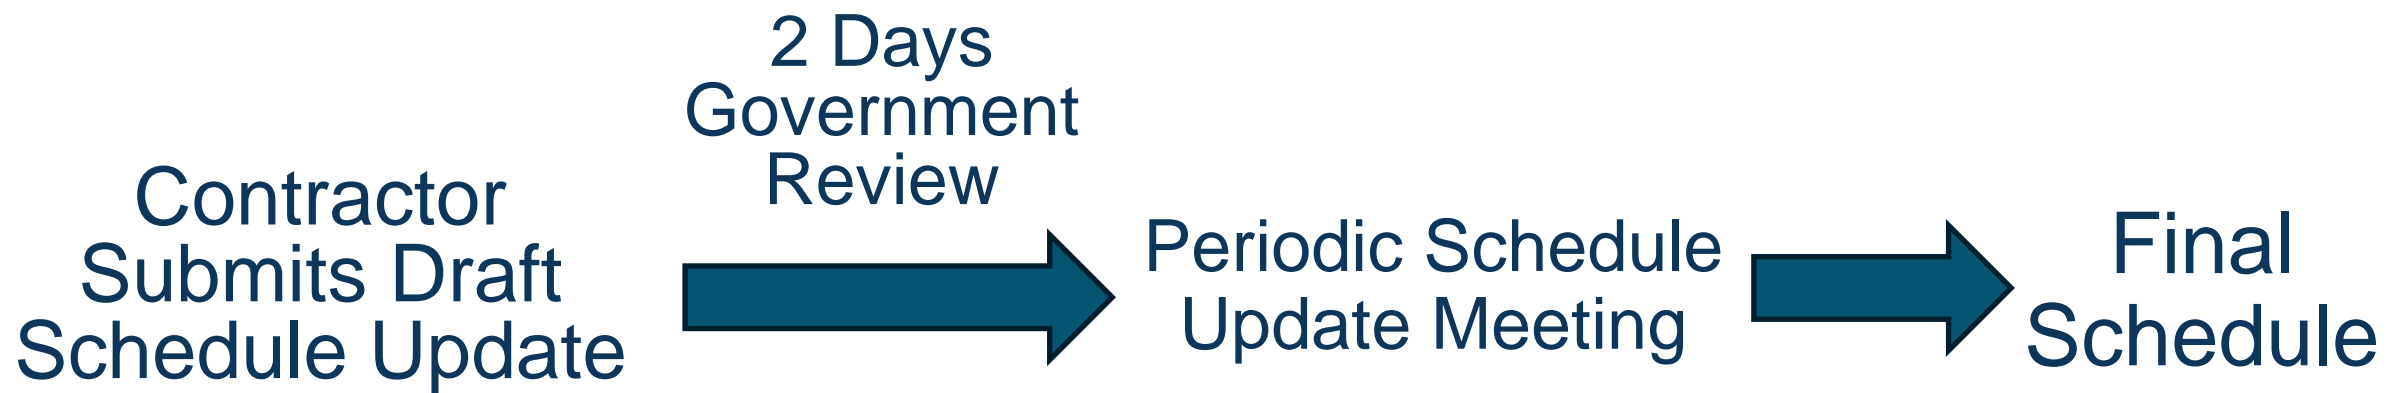 Contractor
Submits Draft
Schedule Update
2 Days
Government
Review
Periodic Schedule
Update Meeting
Final
Schedule